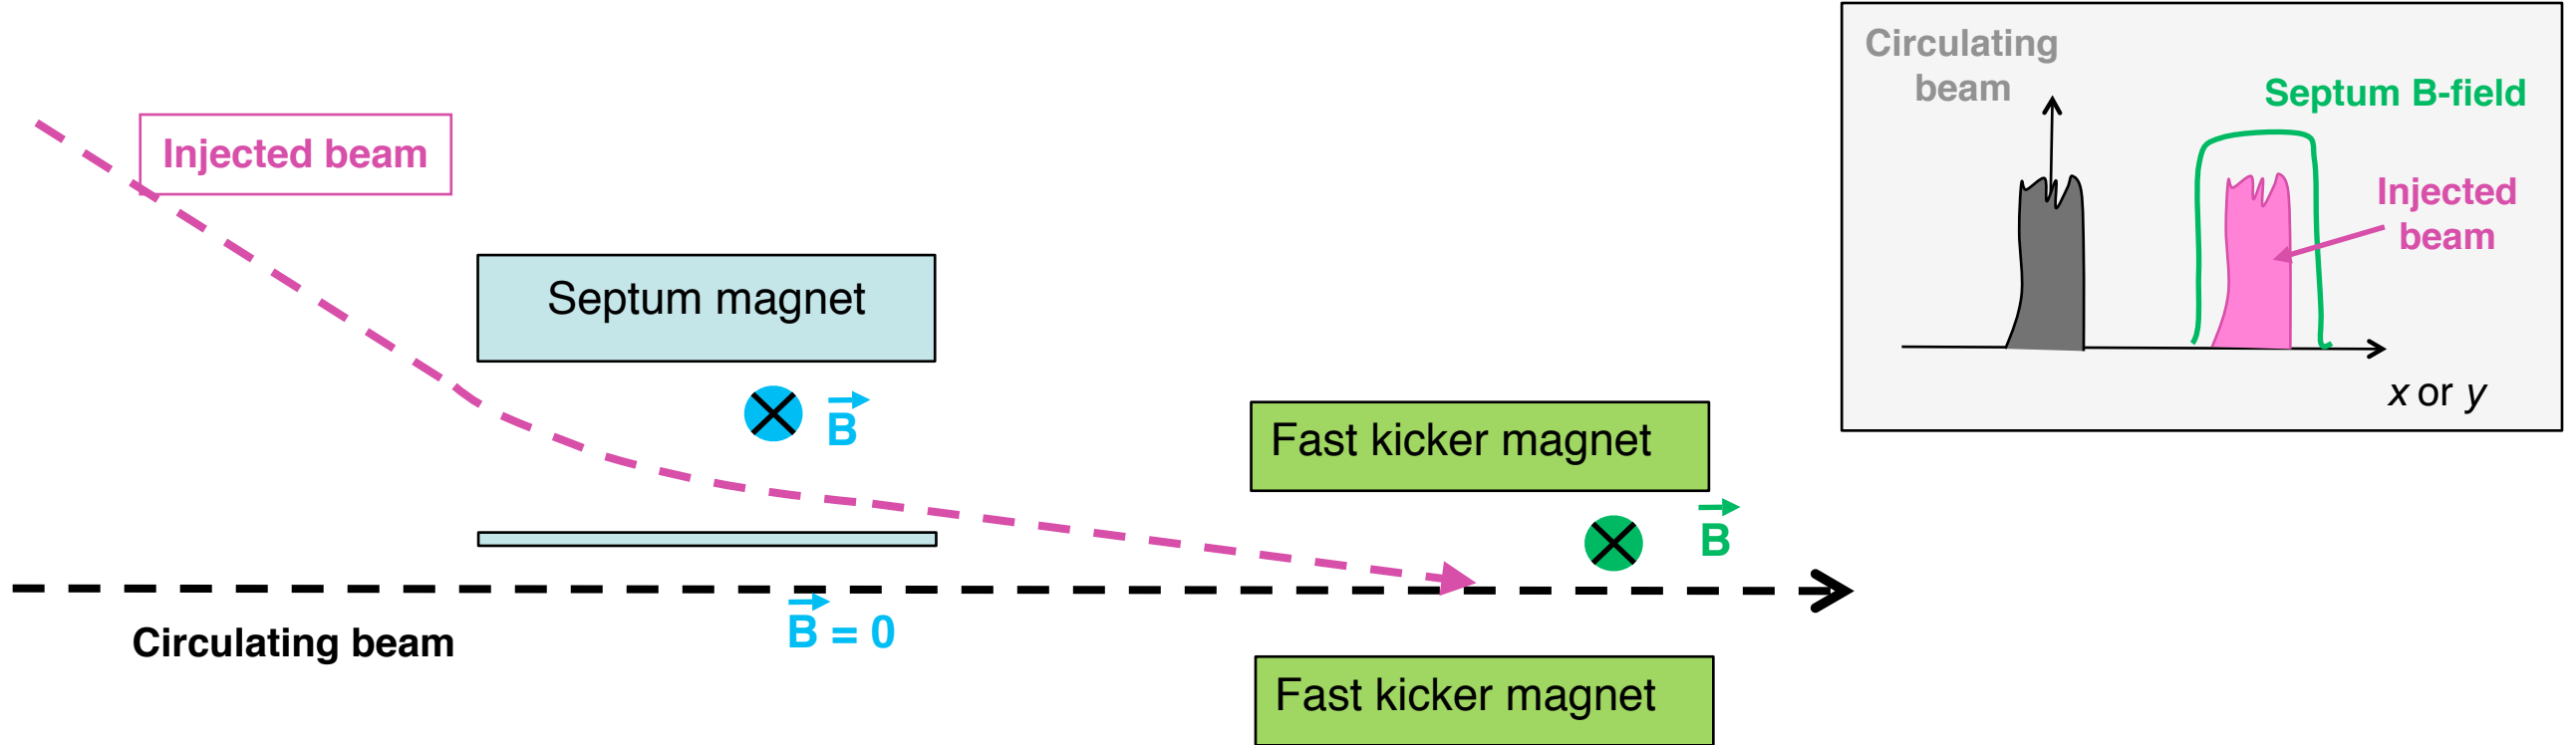 Circulating
beam
Septum B-field
Injected beam
Injected
beam
Septum magnet
x or y
B
Fast kicker magnet
B
B = 0
Circulating beam
Fast kicker magnet